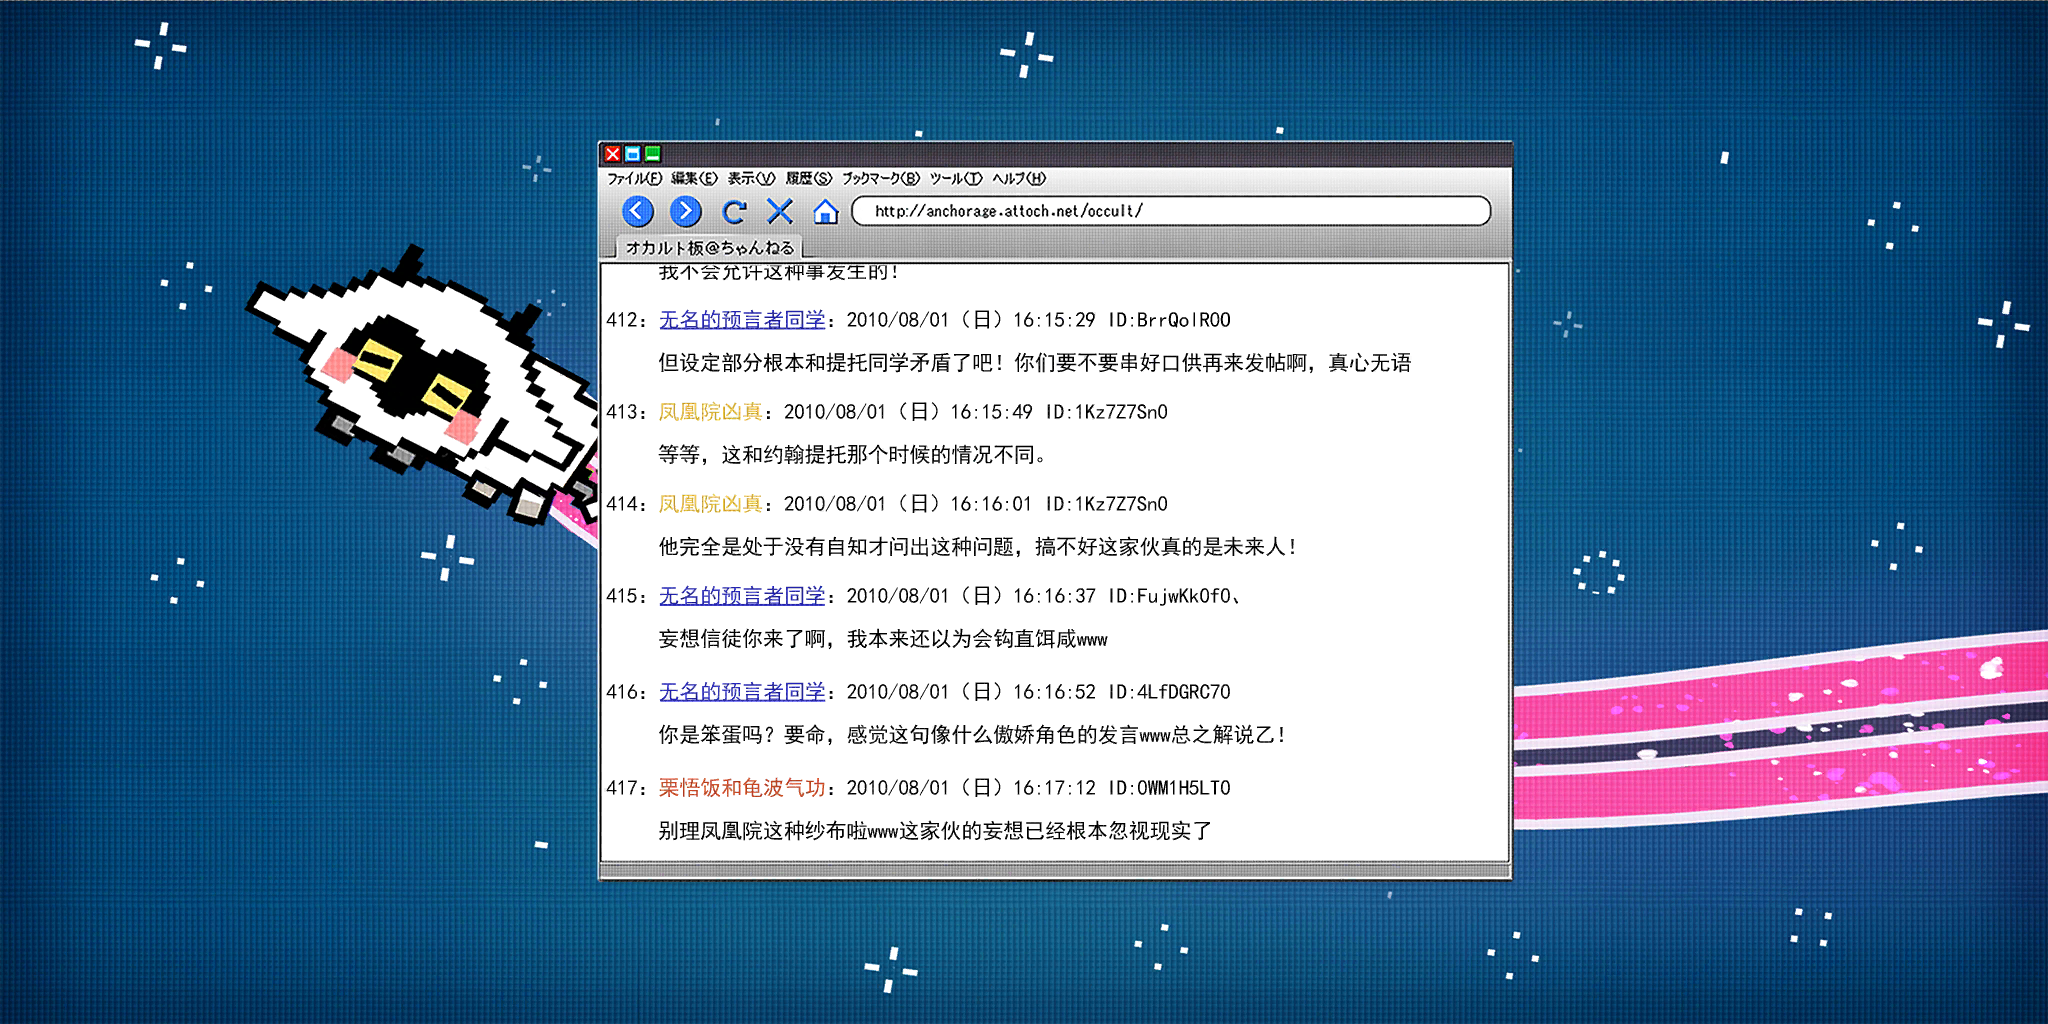 ファイル(F) 編集(E) 表示(V) 履歴(S) ブックマーク(B) ツール(T) ヘルプ(H)
http://anchorage.attoch.net/occult/
オカルト板@ちゃんねる
我不会允许这种事发生的！
412：无名的预言者同学：2010/08/01（日）16:15:29 ID:BrrQolR00
但设定部分根本和提托同学矛盾了吧！你们要不要串好口供再来发帖啊，真心无语
413：凤凰院凶真：2010/08/01（日）16:15:49 ID:1Kz7Z7Sn0
等等，这和约翰提托那个时候的情况不同。
414：凤凰院凶真：2010/08/01（日）16:16:01 ID:1Kz7Z7Sn0
他完全是处于没有自知才问出这种问题，搞不好这家伙真的是未来人！
415：无名的预言者同学：2010/08/01（日）16:16:37 ID:FujwKk0f0、
妄想信徒你来了啊，我本来还以为会钩直饵咸www
416：无名的预言者同学：2010/08/01（日）16:16:52 ID:4LfDGRC70
你是笨蛋吗？要命，感觉这句像什么傲娇角色的发言www总之解说乙！
417：栗悟饭和龟波气功：2010/08/01（日）16:17:12 ID:0WM1H5LT0
别理凤凰院这种纱布啦www这家伙的妄想已经根本忽视现实了